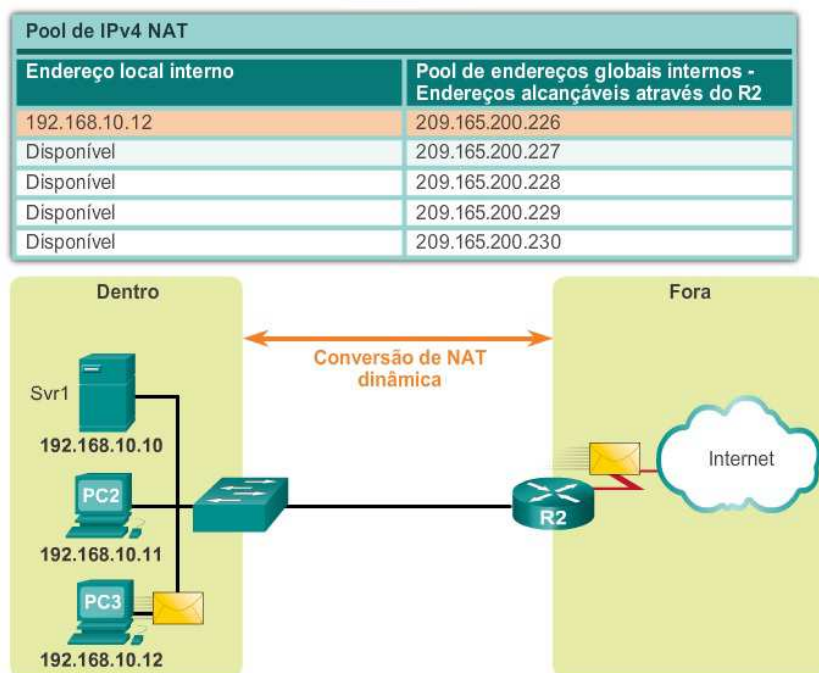 Pool de IPv4 NAT
Endereço local interno
Pool de endereços globais internos -
Endereços alcançáveis através do R2
192.168.10.12
209.165.200.226
Disponível
209.165.200.227
Disponível
209.165.200.228
Disponível
209.165.200.229
Disponível
209.165.200.230
Dentro
Fora
Conversão de NAT
dinâmica
Svr1
192.168.10.10
PC2
192.168.10.11
PC3
192.168.10.12
R2
Internet